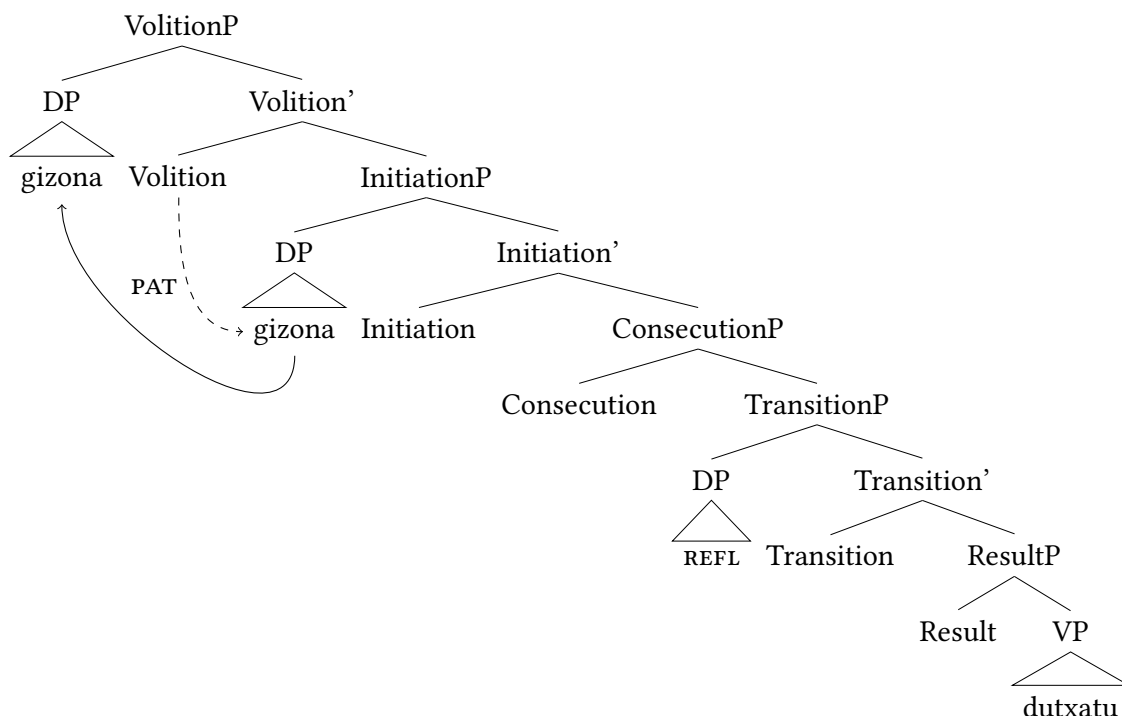 VolitionP
DP Volition’
gizona Volition InitiationP
DP Initiation’
PAT
gizona Initiation ConsecutionP
Consecution TransitionP
DP Transition’
REFL Transition ResultP
Result VP
dutxatu